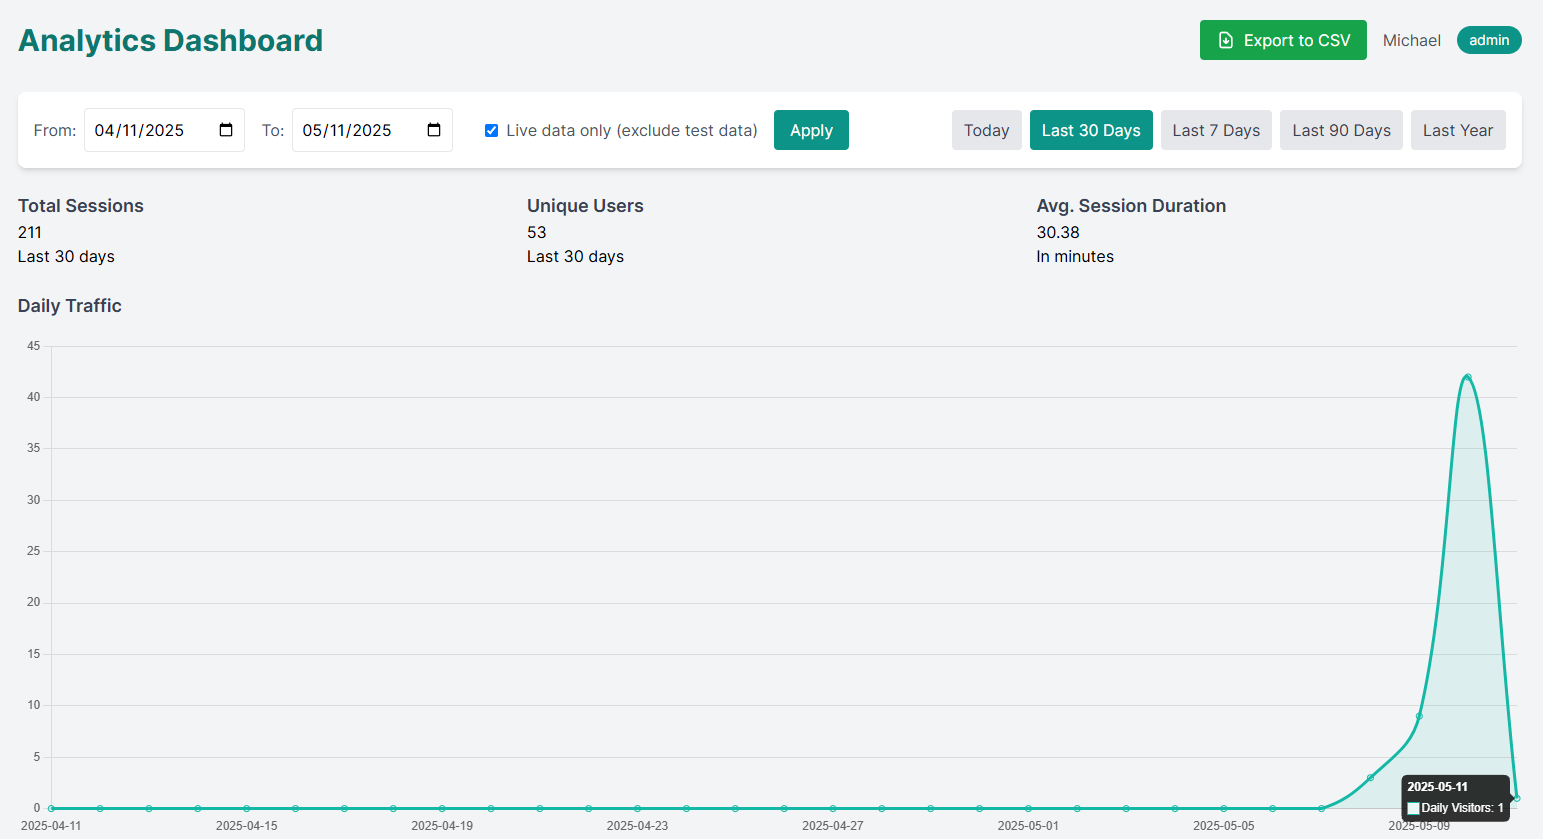 Analytics Dashboard
Export to CSV
Michael
admin
From: 04/11/2025 To: 05/11/2025 Live data only (exclude test data) Apply Today Last 30 Days Last 7 Days Last 90 Days Last Year
Total Sessions
211
Last 30 days
Unique Users
53
Last 30 days
Avg. Session Duration
30.38
In minutes
Daily Traffic
45
40
35
30
25
20
15
10
5
0
2025-05-11
Daily Visitors: 1
2025-04-11 2025-04-15 2025-04-19 2025-04-23 2025-04-27 2025-05-01 2025-05-05 2025-05-09